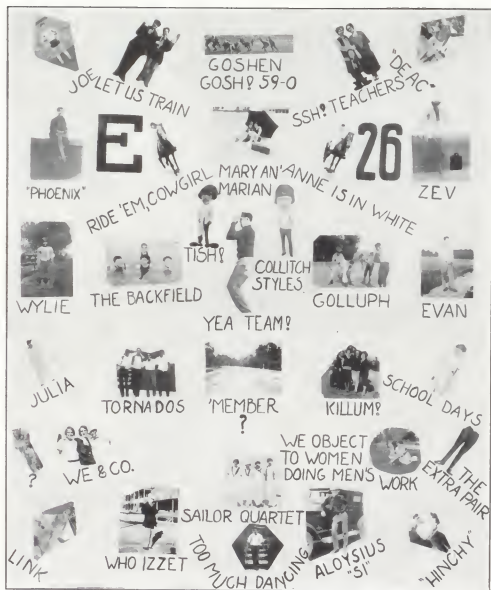 GOSHEN
GOSH! 59-0
JOE LET US TRAIN
SSH! TEACHERS
"DEAC"
E
26
"PHOENIX"
RIDE 'EM, COWGIRL
MARY AN' ANNE IS IN WHITE
MARIAN
ZEV
WYLIE
THE BACKFIELD
TISH!
COLLITCH
STYLES
GOLLUPH
EVAN
YEA TEAM!
JULIA
TORNADOS
'MEMBER
?
KILLUM!
SCHOOL DAYS
?
WE & CO.
WE OBJECT
TO WOMEN
DOING MEN'S WORK
THE
EXTRA PAIR
LINK
WHO IZZET
SAILOR QUARTET
TOO MUCH DANCING
ALOYSIUS
"SI"
"HINCHY"